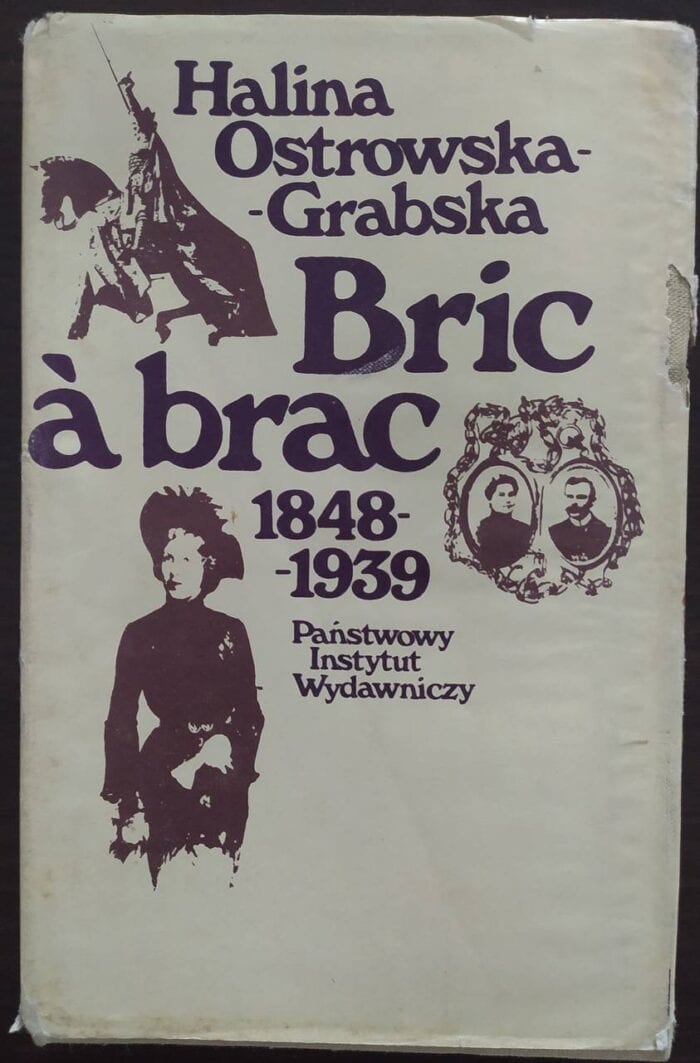 Halina
Ostrowska-
-Grabska
Bric
à brac
1848-
-1939
Państwowy
Instytut
Wydawniczy